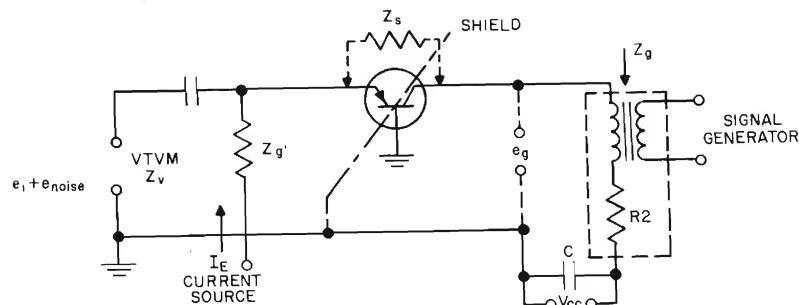 Zs
SHIELD
Zg
SIGNAL
GENERATOR
VTVM
Zv
Zg'
eg
e1+enoise
R2
IE
CURRENT
SOURCE
C
VCC